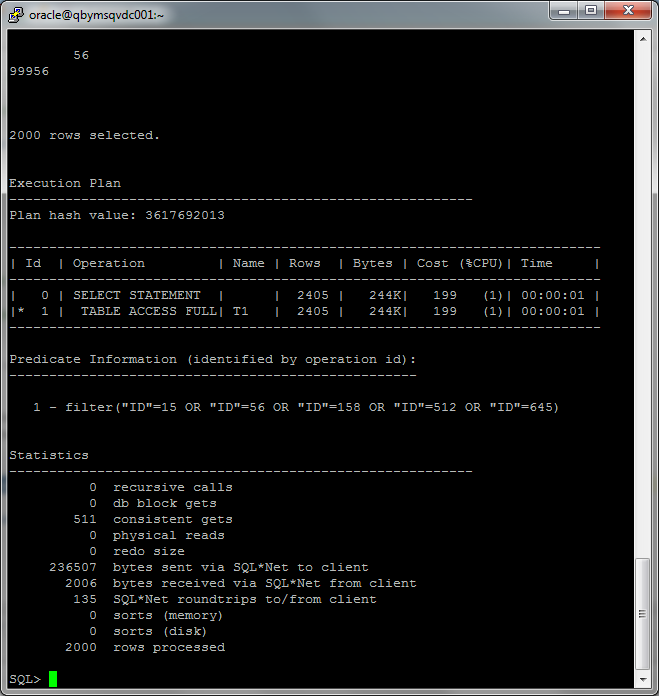 oracle@qbymsqvdc001:~
        56
99956
2000 rows selected.
Execution Plan
----------------------------------------------------------
Plan hash value: 3617692013
--------------------------------------------------------------------------
| Id  | Operation         | Name | Rows  | Bytes | Cost (%CPU)| Time     |
--------------------------------------------------------------------------
|   0 | SELECT STATEMENT  |      |  2405 |   244K|   199   (1)| 00:00:01 |
|*  1 |  TABLE ACCESS FULL| T1   |  2405 |   244K|   199   (1)| 00:00:01 |
--------------------------------------------------------------------------
Predicate Information (identified by operation id):
---------------------------------------------------
   1 - filter("ID"=15 OR "ID"=56 OR "ID"=158 OR "ID"=512 OR "ID"=645)
Statistics
----------------------------------------------------------
          0  recursive calls
          0  db block gets
        511  consistent gets
          0  physical reads
          0  redo size
     236507  bytes sent via SQL*Net to client
       2006  bytes received via SQL*Net from client
        135  SQL*Net roundtrips to/from client
          0  sorts (memory)
          0  sorts (disk)
       2000  rows processed
SQL>